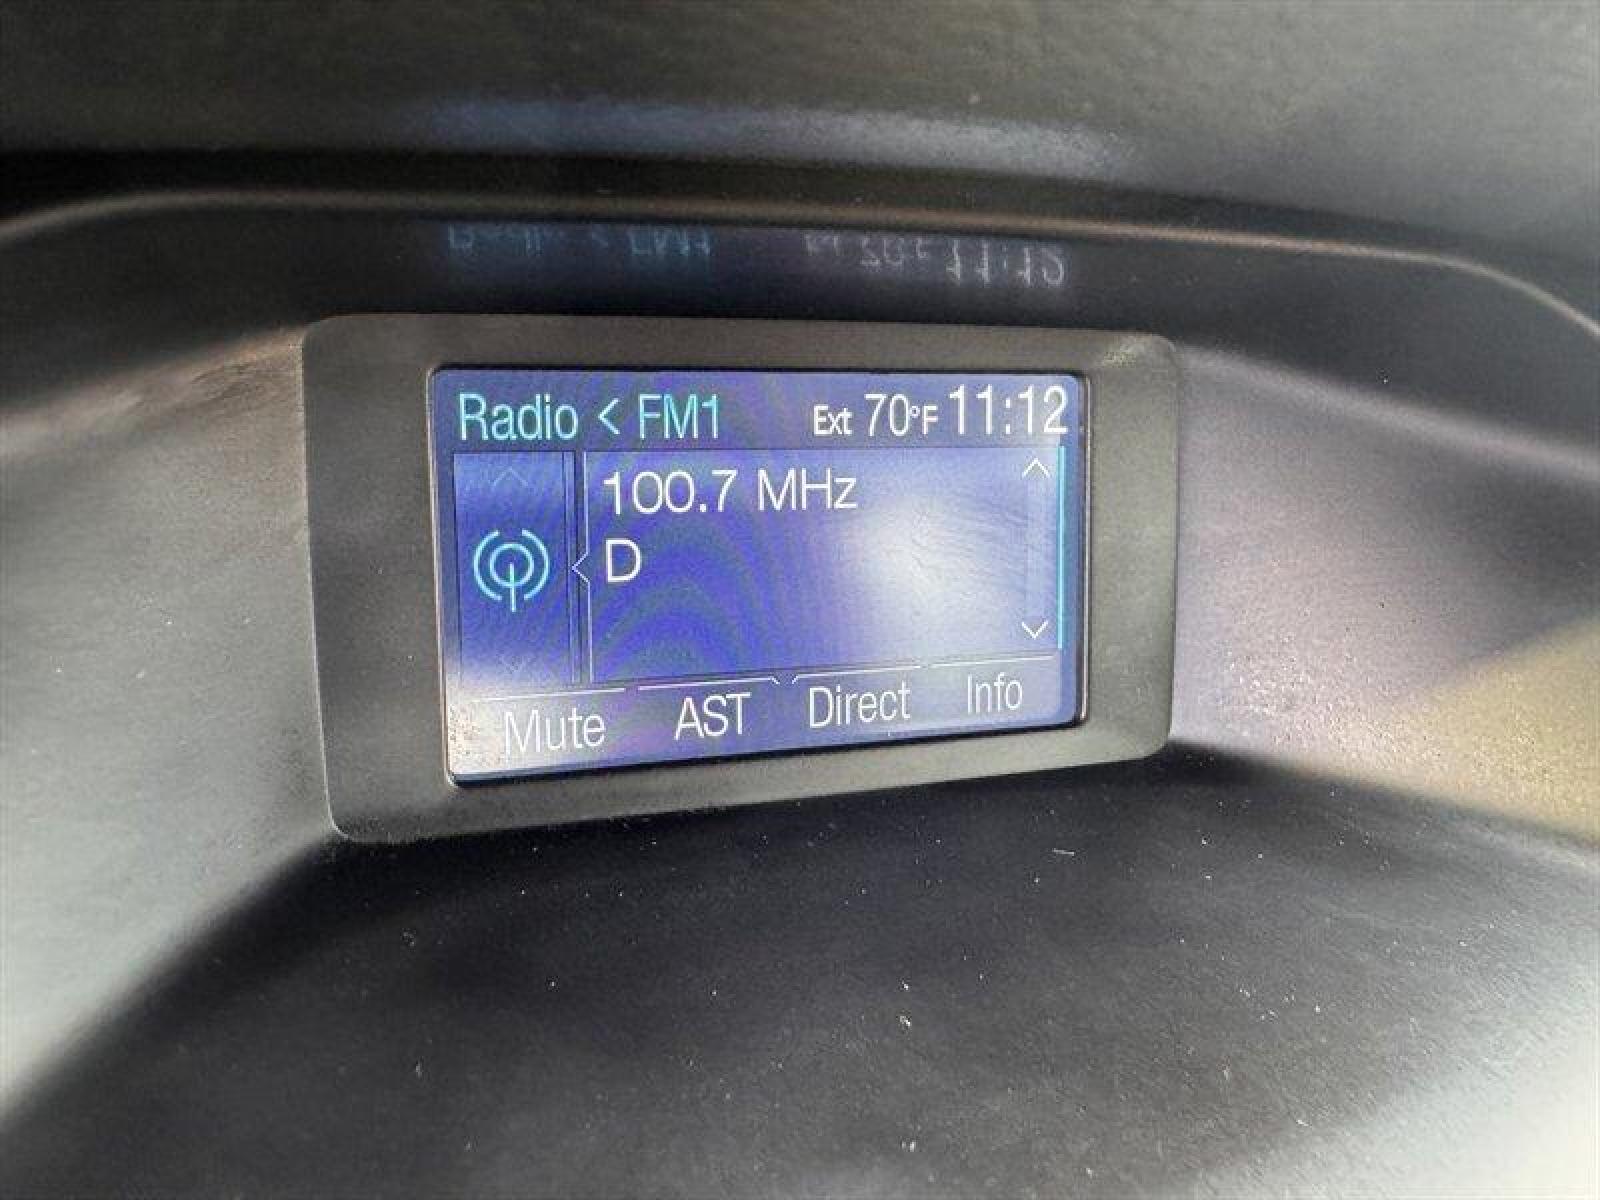 Radio < FM1 Ext 70°F 11:12
100.7 MHz
D
Mute AST Direct Info